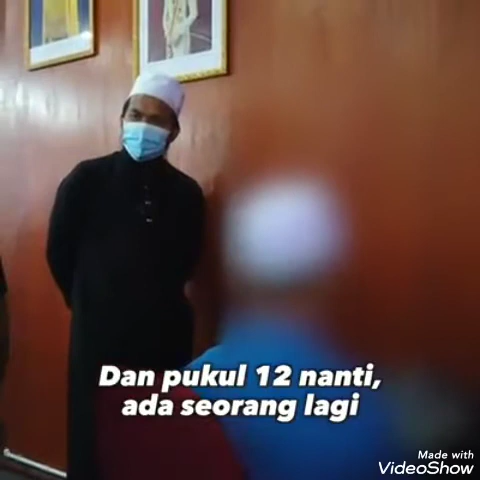 Dan pukul 12 nanti,
ada seorang lagi
Made with
VideoShow